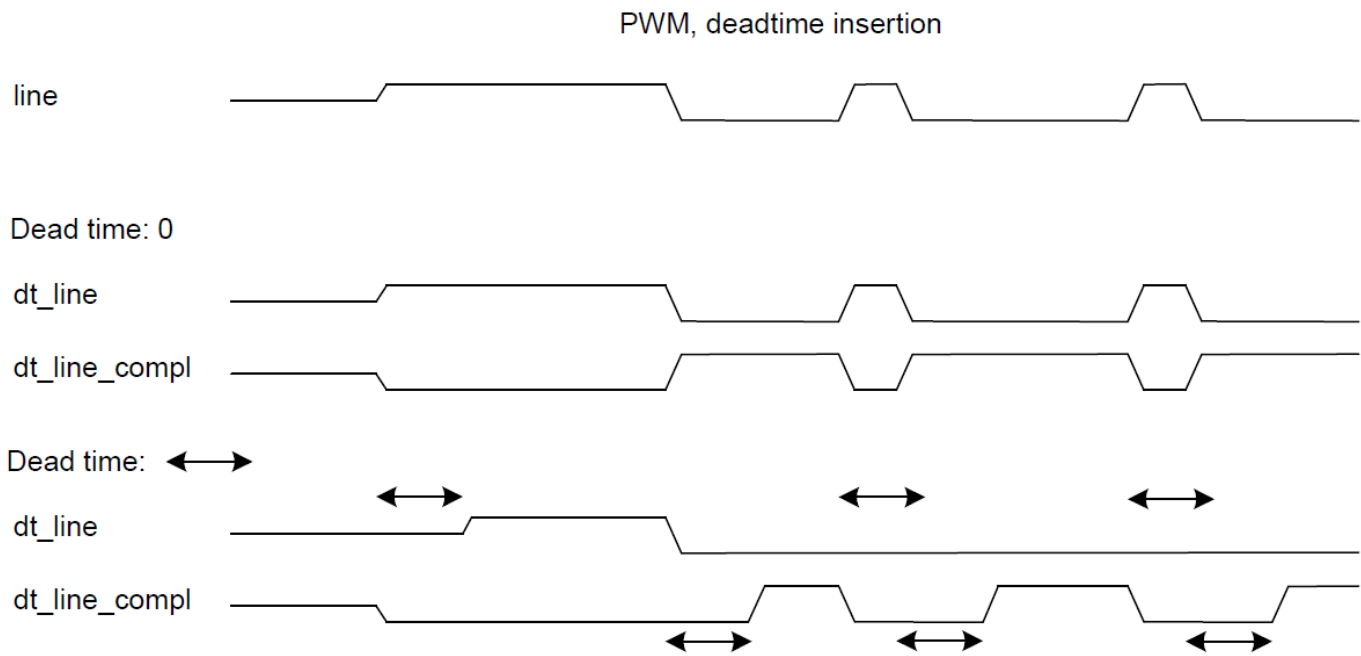 PWM, deadtime insertion
line
Dead time: 0
dt_line
dt_line_compl
Dead time:
dt_line
dt_line_compl